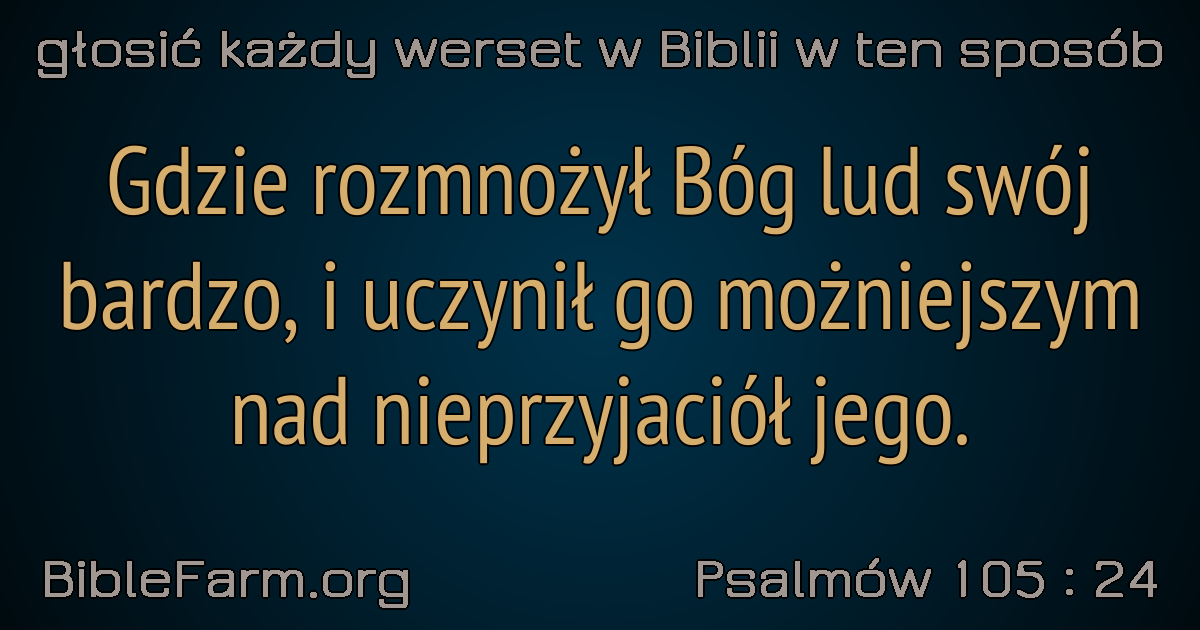 głosić każdy werset w Biblii w ten sposób
Gdzie rozmnożył Bóg lud swój
bardzo, i uczynił go możniejszym
nad nieprzyjaciół jego.
BibleFarm.org
Psalmów 105 : 24